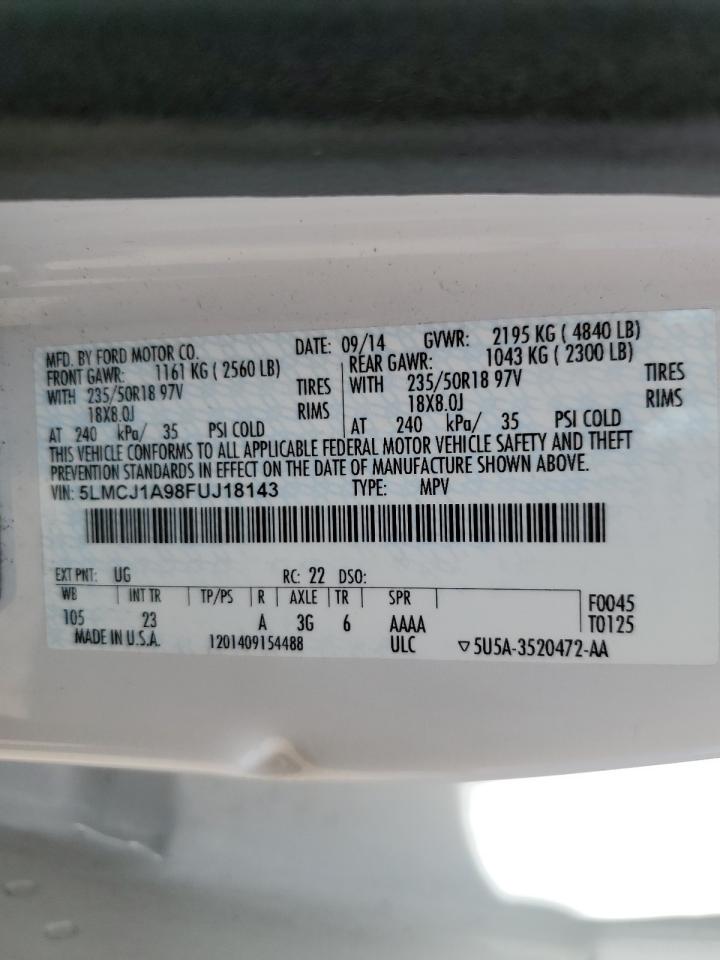 MFD. BY FORD MOTOR CO.
DATE: 09/14 GVWR: 2195 KG ( 4840 LB)
FRONT GAWR: 1161 KG ( 2560 LB)
REAR GAWR: 1043 KG ( 2300 LB)
WITH 235/50R18 97V TIRES
WITH 235/50R18 97V TIRES
18X8.0J RIMS
18X8.0J RIMS
AT 240 kPa/ 35 PSI COLD
AT 240 kPa/ 35 PSI COLD
THIS VEHICLE CONFORMS TO ALL APPLICABLE FEDERAL MOTOR VEHICLE SAFETY AND THEFT
PREVENTION STANDARDS IN EFFECT ON THE DATE OF MANUFACTURE SHOWN ABOVE.
VIN: 5LMCJ1A98FUJ18143 TYPE: MPV
EXT PNT: UG RC: 22 DSO:
WB | INT TR | TP/PS | R | AXLE | TR | SPR
F0045
105 23 A 3G 6 AAAA
T0125
MADE IN U.S.A. 1201409154488 ULC ▽5U5A-3520472-AA